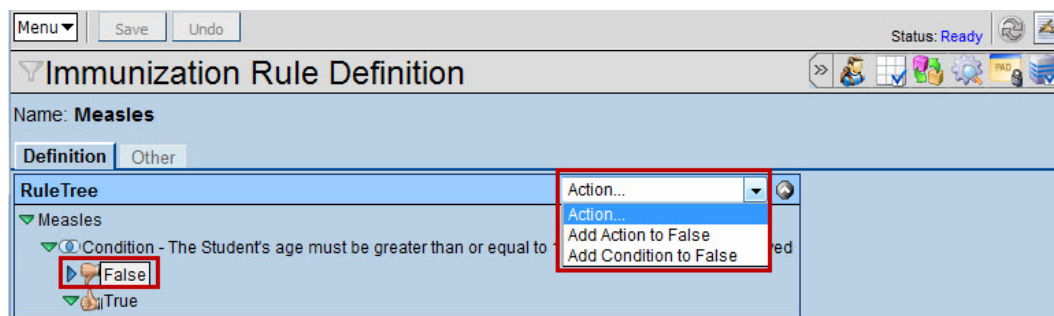 Menu Save Undo Status: Ready
Immunization Rule Definition
PAD
Name: Measles
Definition Other
RuleTree Action...
Action...
Add Action to False
Add Condition to False
Measles
Condition - The Student's age must be greater than or equal to
False
True